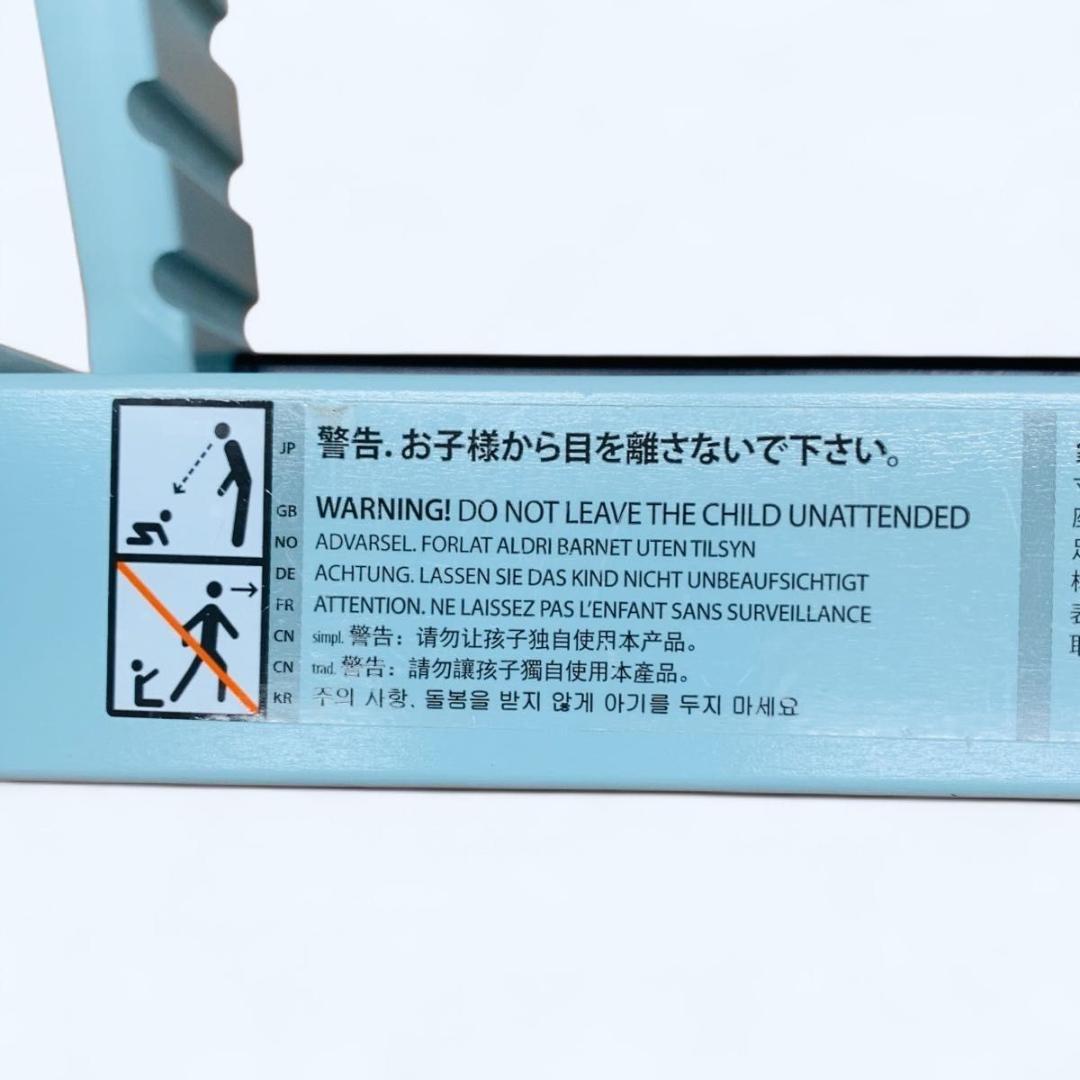 JP 警告. お子様から目を離さないで下さい。
GB WARNING! DO NOT LEAVE THE CHILD UNATTENDED
NO ADVARSEL. FORLAT ALDRI BARNET UTEN TILSYN
DE ACHTUNG. LASSEN SIE DAS KIND NICHT UNBEAUFSICHTIGT
FR ATTENTION. NE LAISSEZ PAS L'ENFANT SANS SURVEILLANCE
CN simpl. 警告：请勿让孩子独自使用本产品。
CN trad. 警告：請勿讓孩子獨自使用本產品。
KR 주의 사항. 돌봄을 받지 않게 아기를 두지 마세요